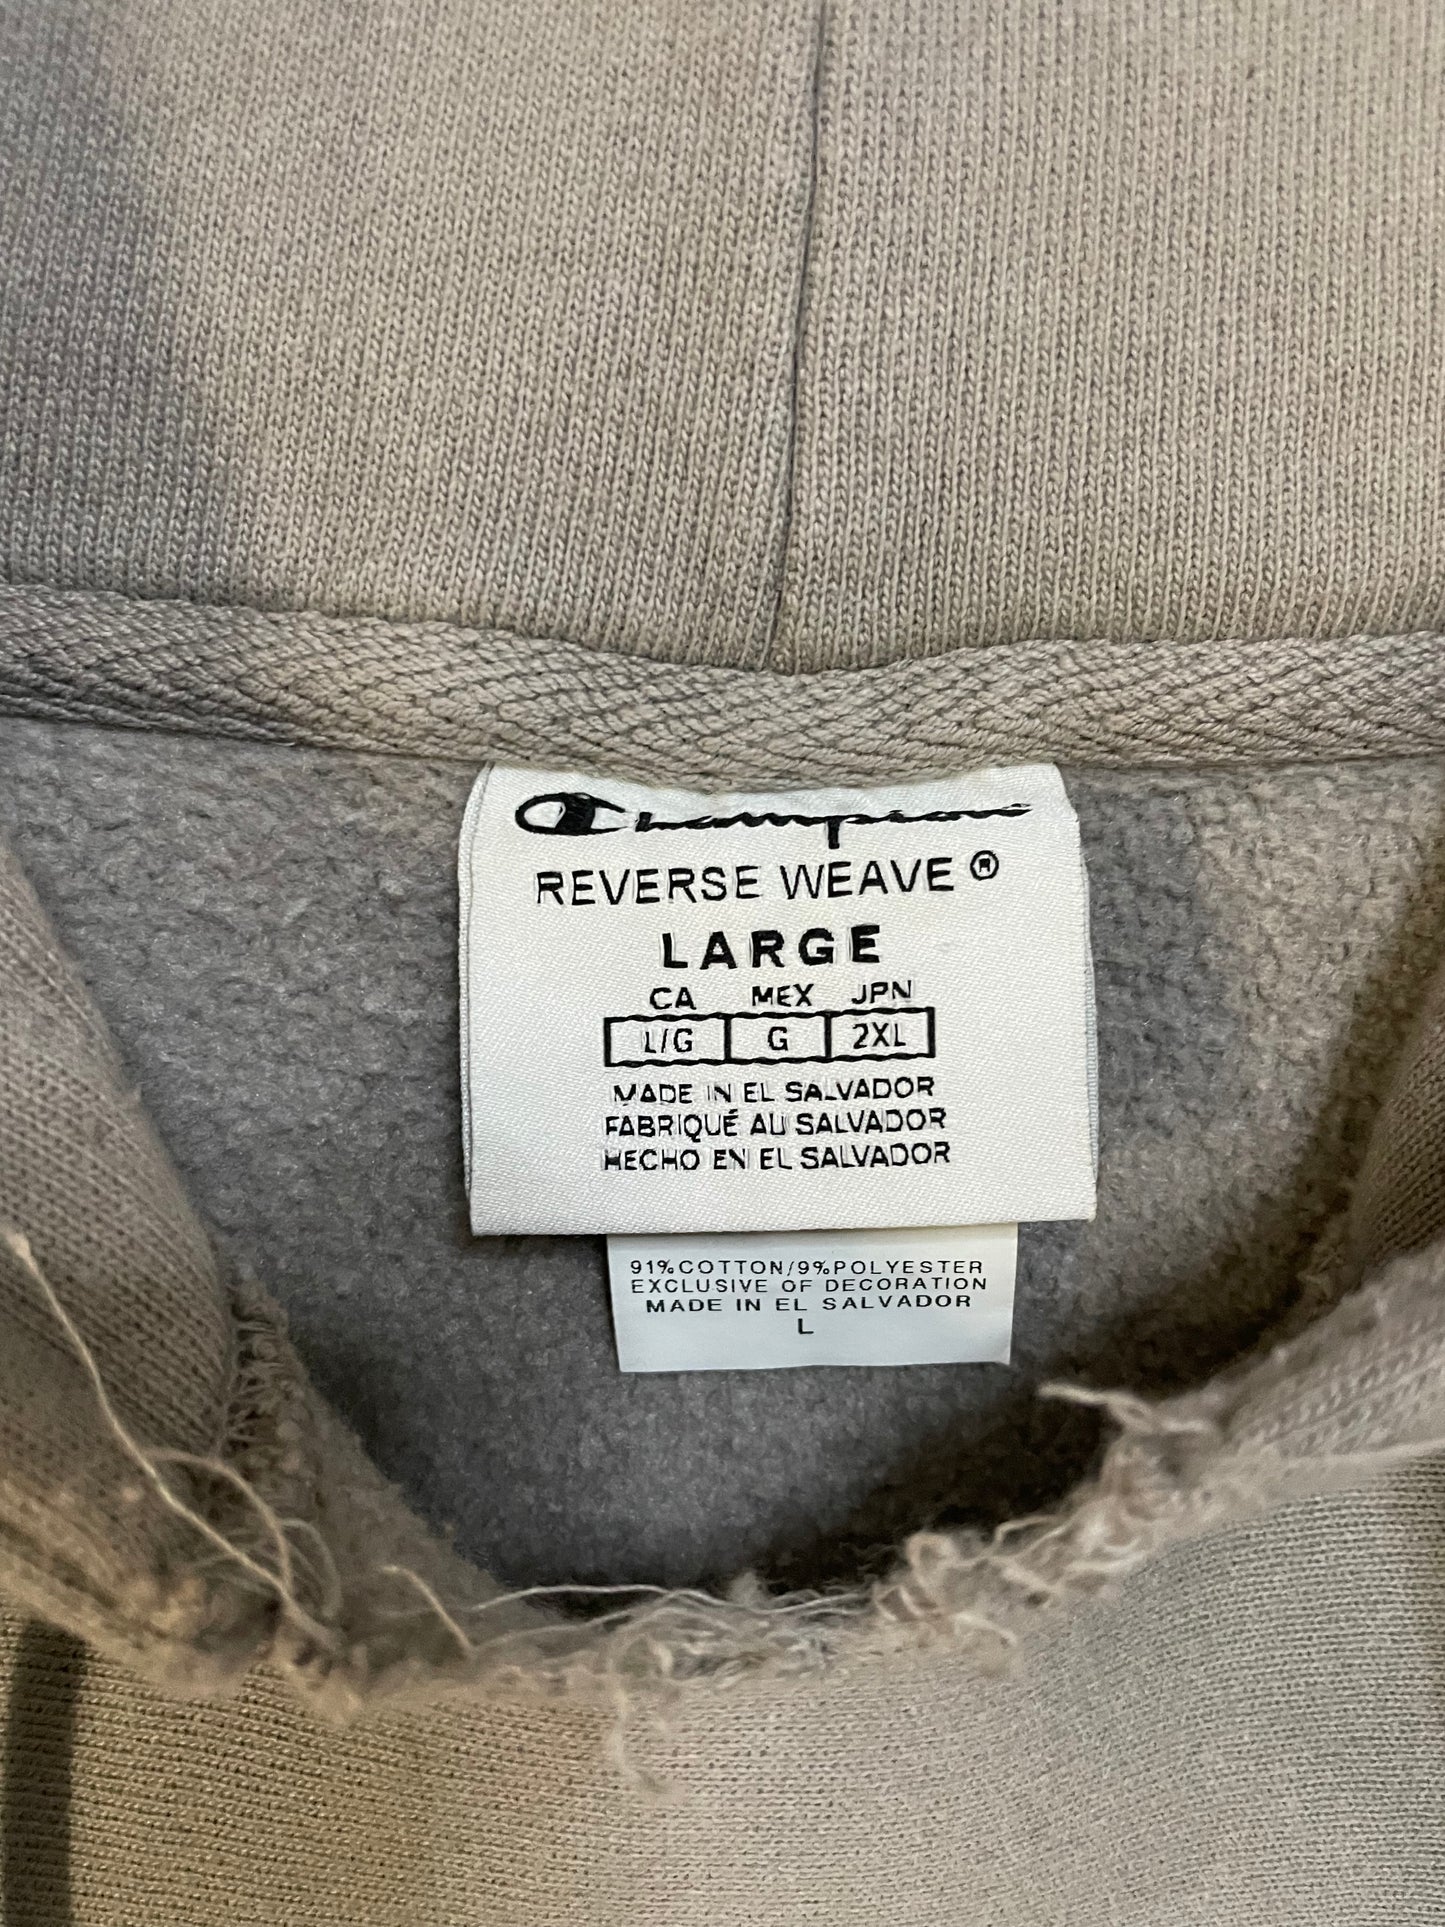 Champion
REVERSE WEAVE ®
LARGE
CA MEX JPN
L/G G 2XL
MADE IN EL SALVADOR
FABRIQUÉ AU SALVADOR
HECHO EN EL SALVADOR
91% COTTON/9% POLYESTER
EXCLUSIVE OF DECORATION
MADE IN EL SALVADOR
L